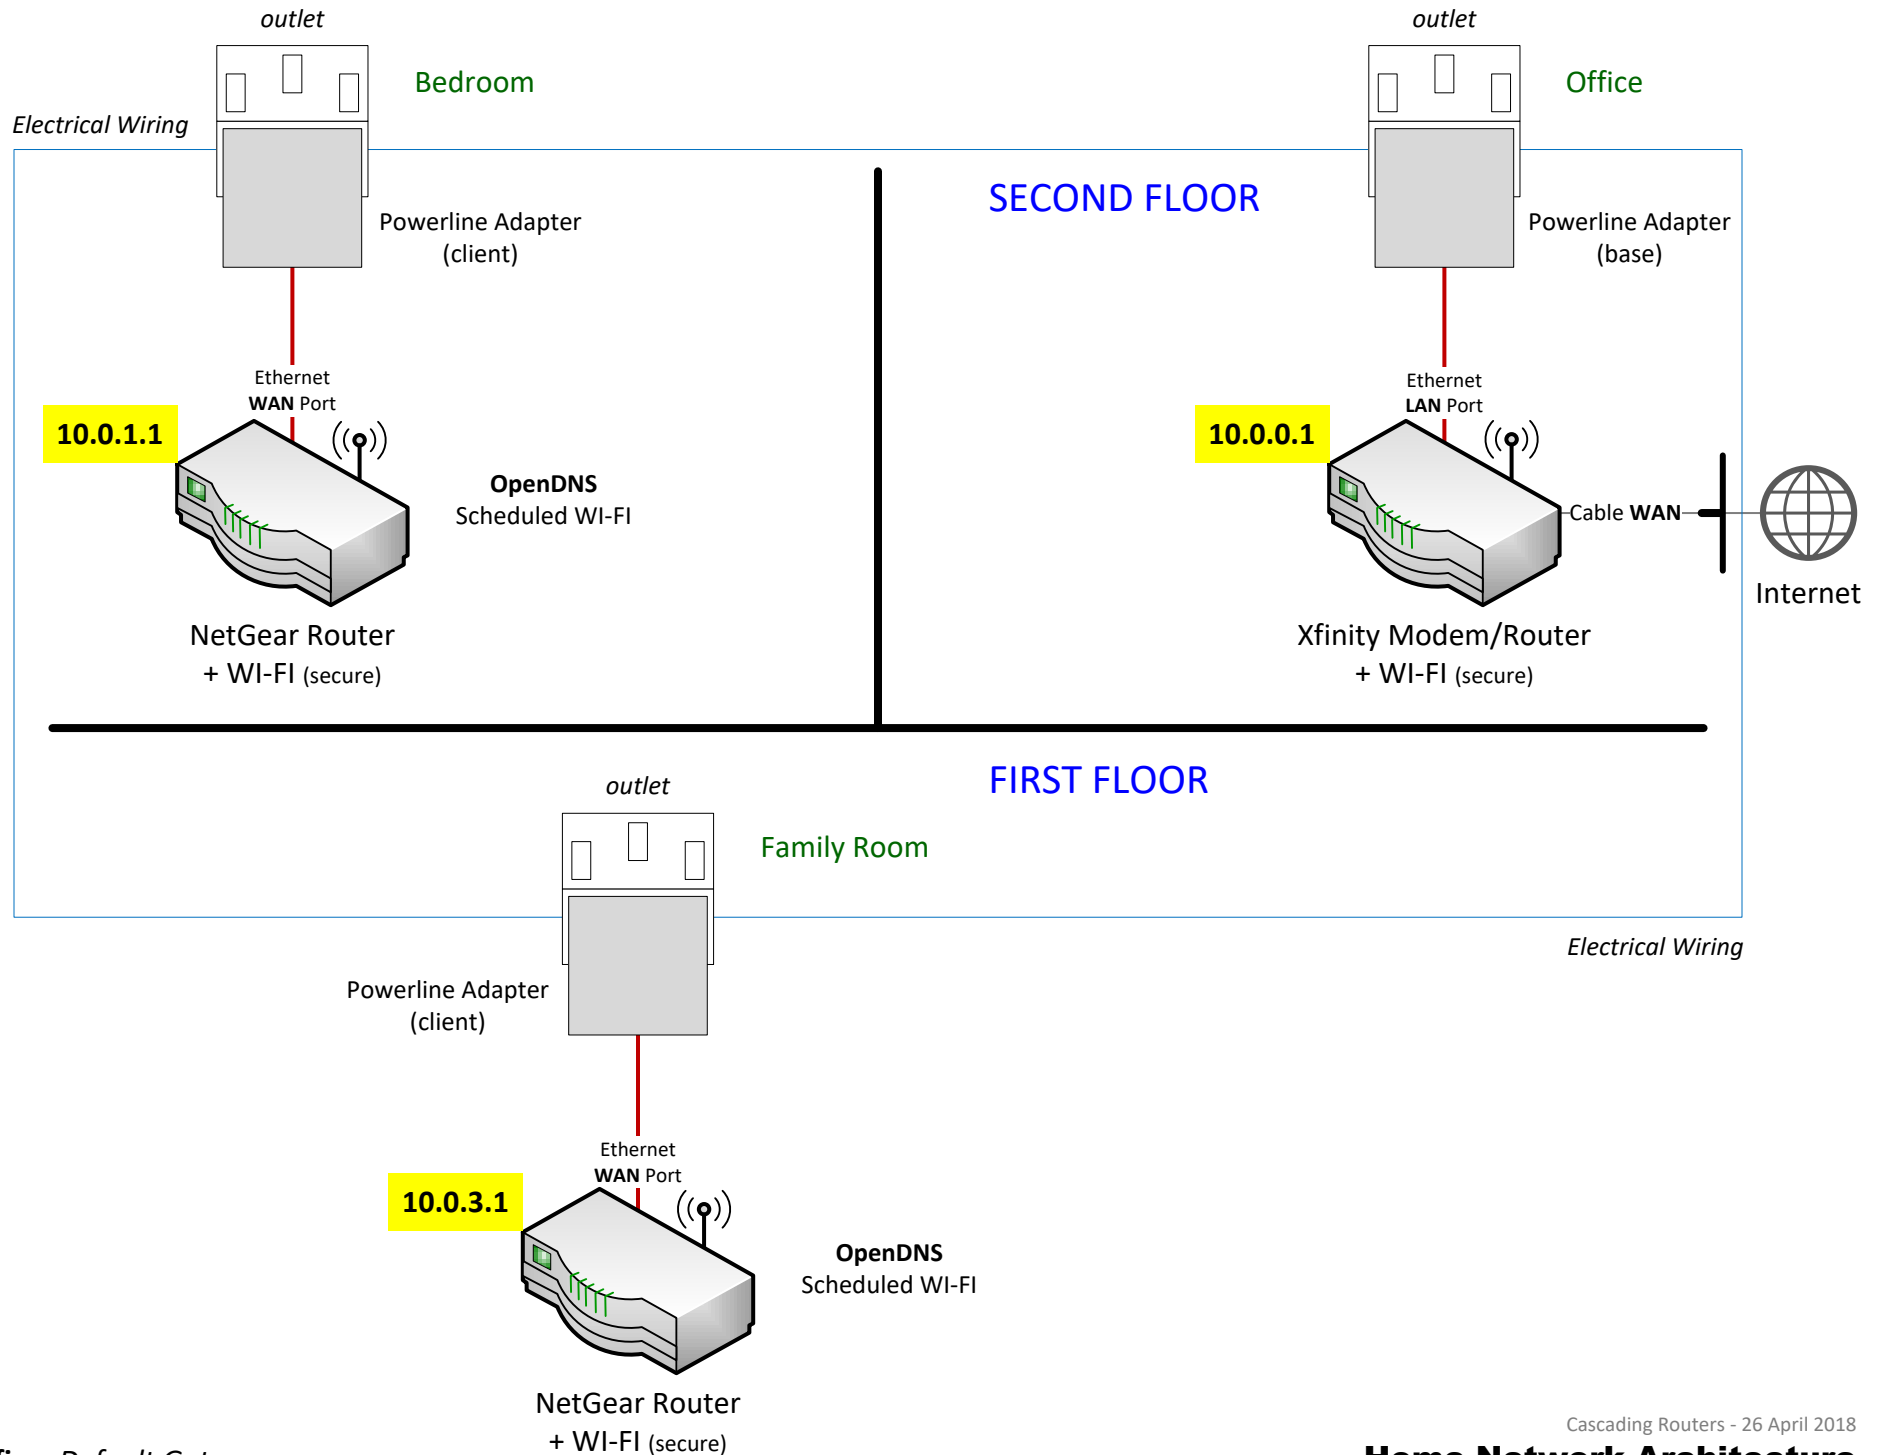 outlet
outlet
Bedroom
Office
Electrical Wiring
SECOND FLOOR
Powerline Adapter
(client)
Powerline Adapter
(base)
Ethernet
WAN Port
Ethernet
LAN Port
10.0.1.1
10.0.0.1
OpenDNS
Scheduled WI-FI
Cable WAN
Internet
NetGear Router
+ WI-FI (secure)
Xfinity Modem/Router
+ WI-FI (secure)
FIRST FLOOR
outlet
Family Room
Electrical Wiring
Powerline Adapter
(client)
Ethernet
WAN Port
10.0.3.1
OpenDNS
Scheduled WI-FI
NetGear Router
+ WI-FI (secure)
Cascading Routers - 26 April 2018
Home Network Architecture